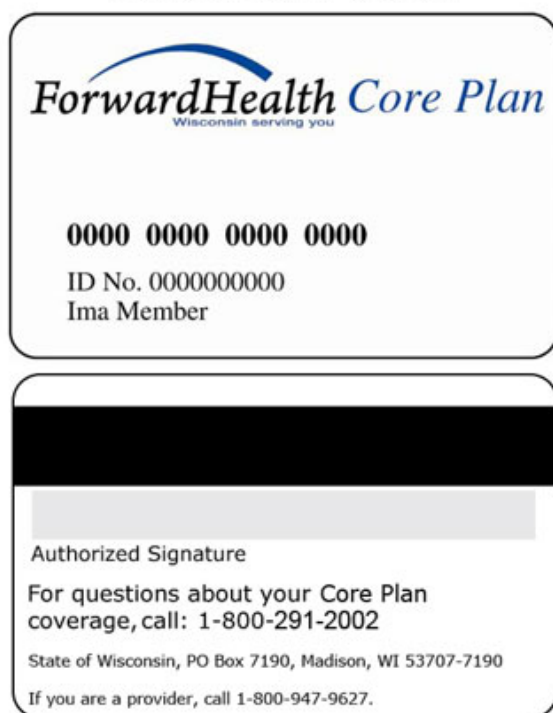 ForwardHealth Core Plan
Wisconsin serving you
0000 0000 0000 0000
ID No. 0000000000
Ima Member
Authorized Signature
For questions about your Core Plan
coverage, call: 1-800-291-2002
State of Wisconsin, PO Box 7190, Madison, WI 53707-7190
If you are a provider, call 1-800-947-9627.